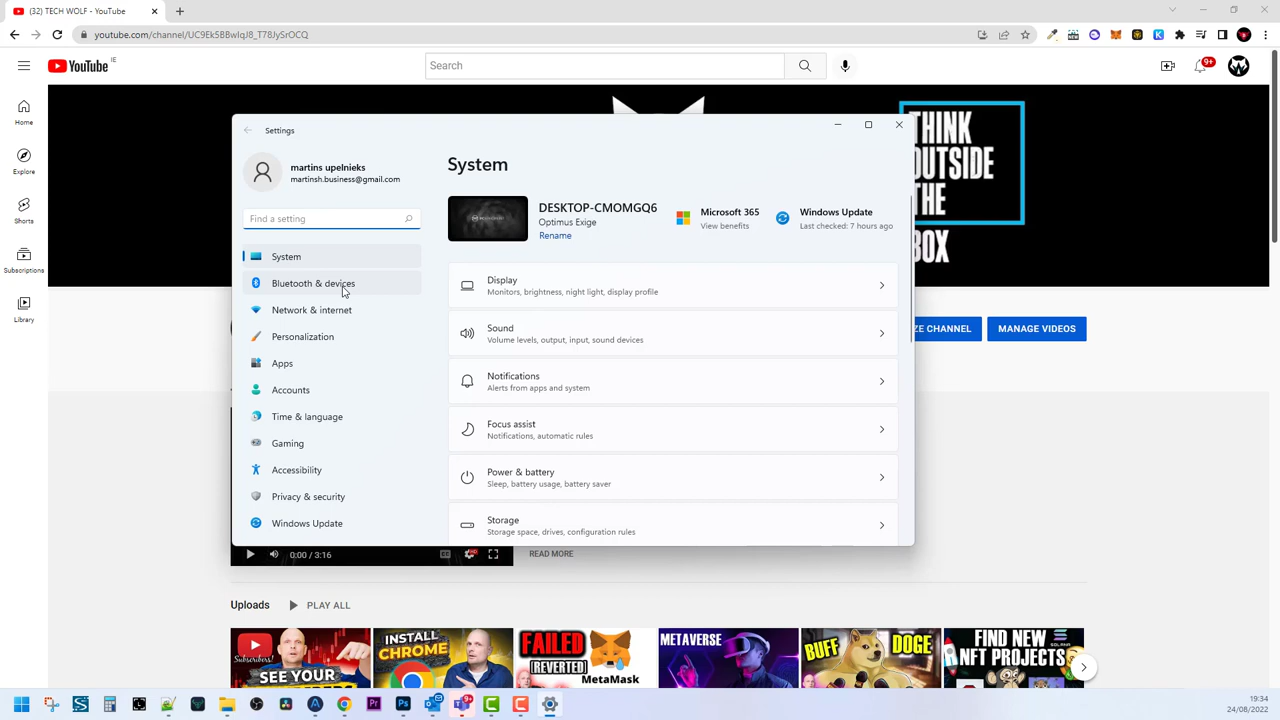 (32) TECH WOLF - YouTube
youtube.com/channel/UC9Ek5BBwIqJ8_T78JySrOCQ
YouTube IE
Search
9+
Home
Explore
Shorts
Subscriptions
Library
THINK
OUTSIDE
THE
BOX
Settings
martins upelnieks
martinsh.business@gmail.com
Find a setting
System
Bluetooth & devices
Network & internet
Personalization
Apps
Accounts
Time & language
Gaming
Accessibility
Privacy & security
Windows Update
System
DESKTOP-CMOMGQ6
Optimus Exige
Rename
Microsoft 365
View benefits
Windows Update
Last checked: 7 hours ago
Display
Monitors, brightness, night light, display profile
Sound
Volume levels, output, input, sound devices
Notifications
Alerts from apps and system
Focus assist
Notifications, automatic rules
Power & battery
Sleep, battery usage, battery saver
Storage
Storage space, drives, configuration rules
ZE CHANNEL
MANAGE VIDEOS
0:00 / 3:16
READ MORE
Uploads
PLAY ALL
Subscribers!
SEE YOUR
INSTALL
CHROME
FAILED
(REVERTED)
MetaMask
METAVERSE
BUFF
DOGE
FIND NEW
NFT PROJECTS
SOLANA
19:34
24/08/2022